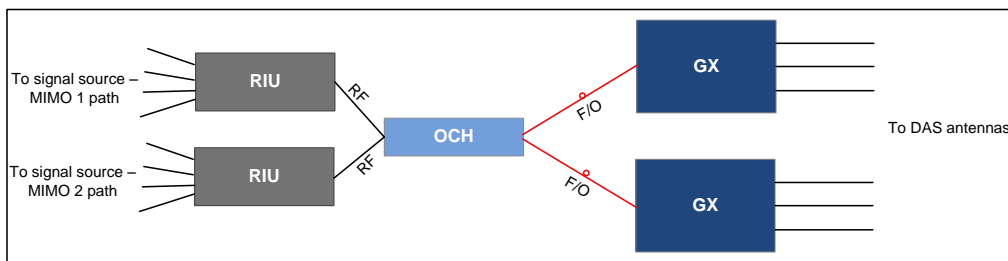 To signal source –
MIMO 1 path
RIU
RF
OCH
F/O
GX
To DAS antennas
To signal source –
MIMO 2 path
RIU
RF
F/O
GX